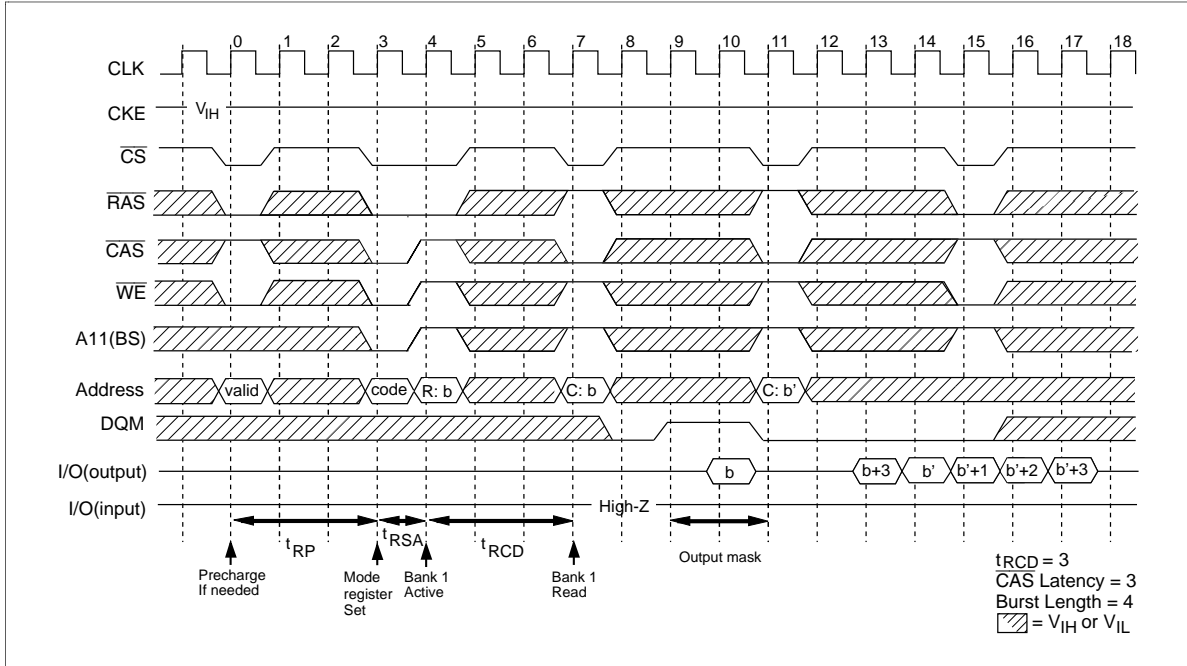 0 1 2 3 4 5 6 7 8 9 10 11 12 13 14 15 16 17 18
CLK
CKE VIH
CS
RAS
CAS
WE
A11(BS)
Address valid code R: b C: b C: b’
DQM
I/O(output) b b+3 b’ b’+1 b’+2 b’+3
I/O(input) High-Z
tRP tRSA tRCD Output mask
Precharge
If needed
Mode
register
Set
Bank 1
Active
Bank 1
Read
tRCD = 3
CAS Latency = 3
Burst Length = 4
= VIH or VIL